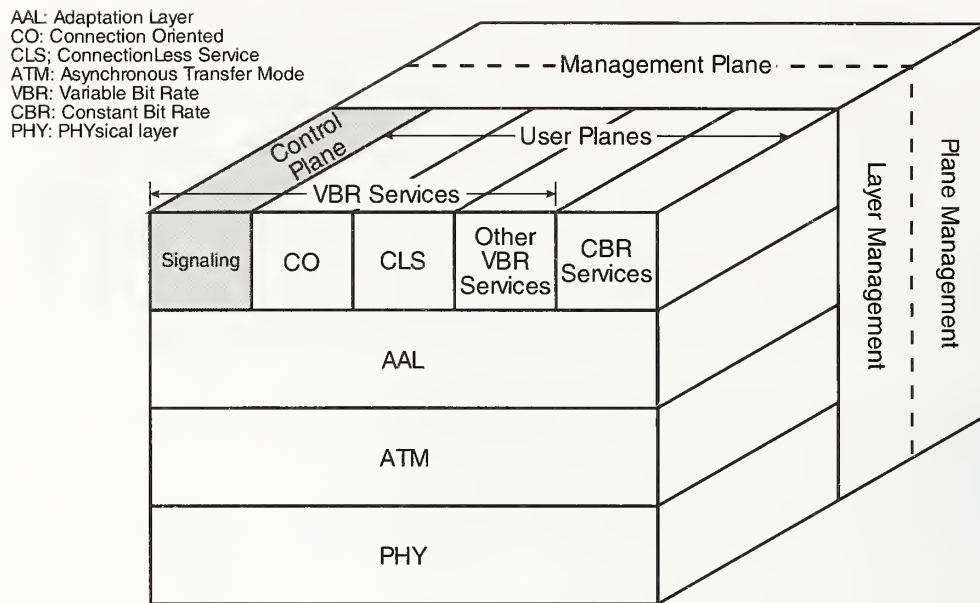 AAL: Adaptation Layer
CO: Connection Oriented
CLS; ConnectionLess Service
ATM: Asynchronous Transfer Mode
VBR: Variable Bit Rate
CBR: Constant Bit Rate
PHY: PHYsical layer
Management Plane
Control
Plane
User Planes
VBR Services
Signaling
CO
CLS
Other
VBR
Services
CBR
Services
Layer Management
Plane Management
AAL
ATM
PHY